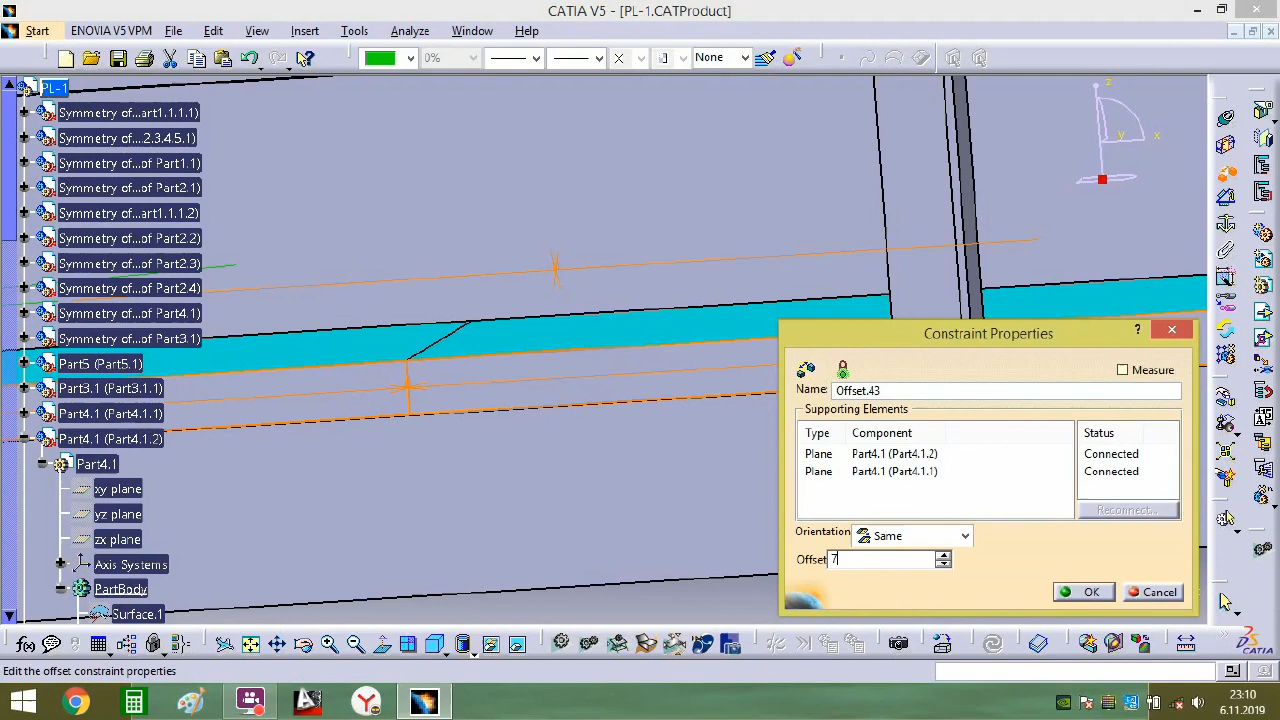 CATIA V5 - [PL-1.CATProduct]
Start ENOVIA V5 VPM File Edit View Insert Tools Analyze Window Help
0% None
PL-1
Symmetry of...art1.1.1.1)
Symmetry of...2.3.4.5.1)
Symmetry of...of Part1.1)
Symmetry of...of Part2.1)
Symmetry of...art1.1.1.2)
Symmetry of...of Part2.2)
Symmetry of...of Part2.3)
Symmetry of...of Part2.4)
Symmetry of...of Part4.1)
Symmetry of...of Part3.1)
Part5 (Part5.1)
Part3.1 (Part3.1.1)
Part4.1 (Part4.1.1)
Part4.1 (Part4.1.2)
Part4.1
xy plane
yz plane
zx plane
Axis Systems
PartBody
Surface.1
z
y x
Constraint Properties ?
Measure
Name: Offset.43
Supporting Elements
Type Component Status
Plane Part4.1 (Part4.1.2) Connected
Plane Part4.1 (Part4.1.1) Connected
Reconnect...
Orientation Same
Offset 7
OK Cancel
CATIA
Edit the offset constraint properties
23:10
6.11.2019